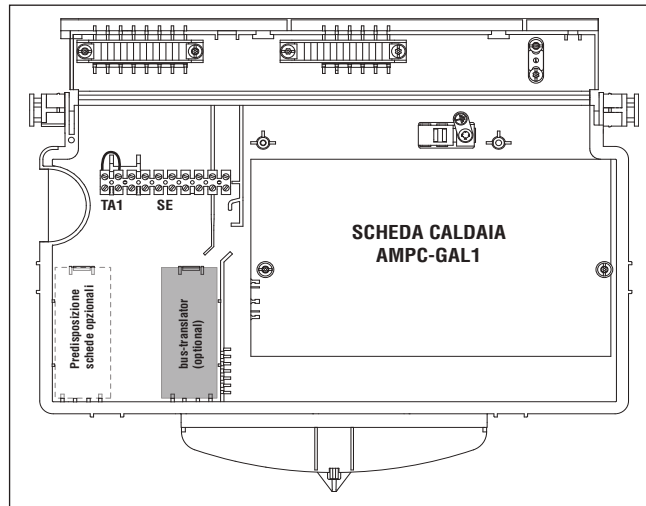 TA1 SE
SCHEDA CALDAIA
AMPC-GAL1
Predisposizione
schede opzionali
bus-translator
(optional)